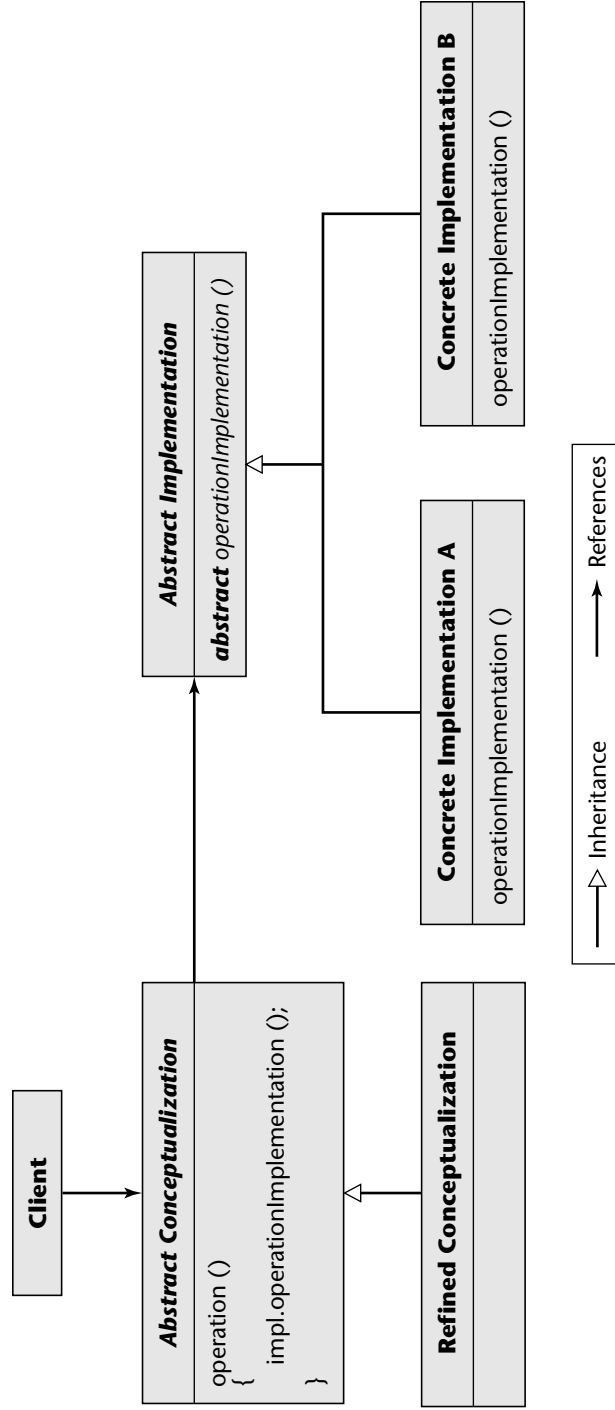 Client
Abstract Conceptualization
operation ()
{
impl.operationImplementation ();
}
Refined Conceptualization
Abstract Implementation
abstract operationImplementation ()
Concrete Implementation A
operationImplementation ()
Concrete Implementation B
operationImplementation ()
Inheritance
References